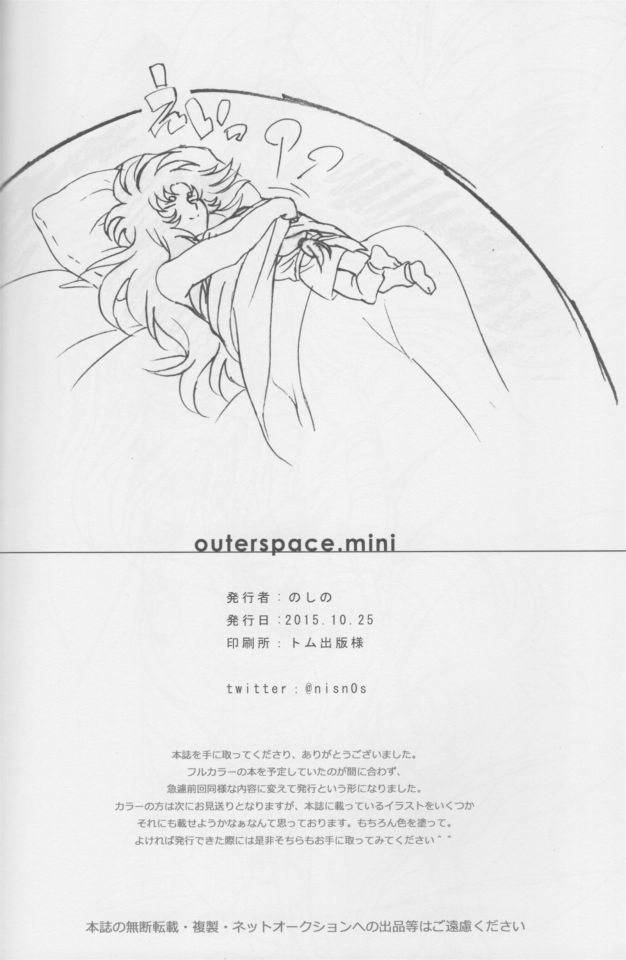 えいっ
??
outerspace.mini
発行者：のしの
発行日：2015.10.25
印刷所：トム出版様
twitter：@nisn0s
本誌を手に取ってくださり、ありがとうございました。
フルカラーの本を予定していたのが間に合わず、
急遽前回同様な内容に変えて発行という形になりました。
カラーの方は次にお見送りとなりますが、本誌に載っているイラストをいくつか
それにも載せようかなぁなんて思っております。もちろん色を塗って。
よければ発行できた際には是非そちらもお手に取ってみてください＾＾
本誌の無断転載・複製・ネットオークションへの出品等はご遠慮ください